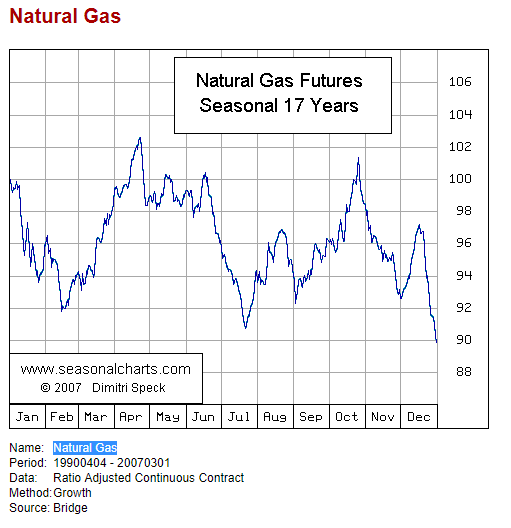 Natural Gas
Natural Gas Futures
Seasonal 17 Years
106
104
102
100
98
96
94
92
90
88
www.seasonalcharts.com
© 2007 Dimitri Speck
Jan Feb Mar Apr May Jun Jul Aug Sep Oct Nov Dec
Name: Natural Gas
Period: 19900404 - 20070301
Data: Ratio Adjusted Continuous Contract
Method: Growth
Source: Bridge